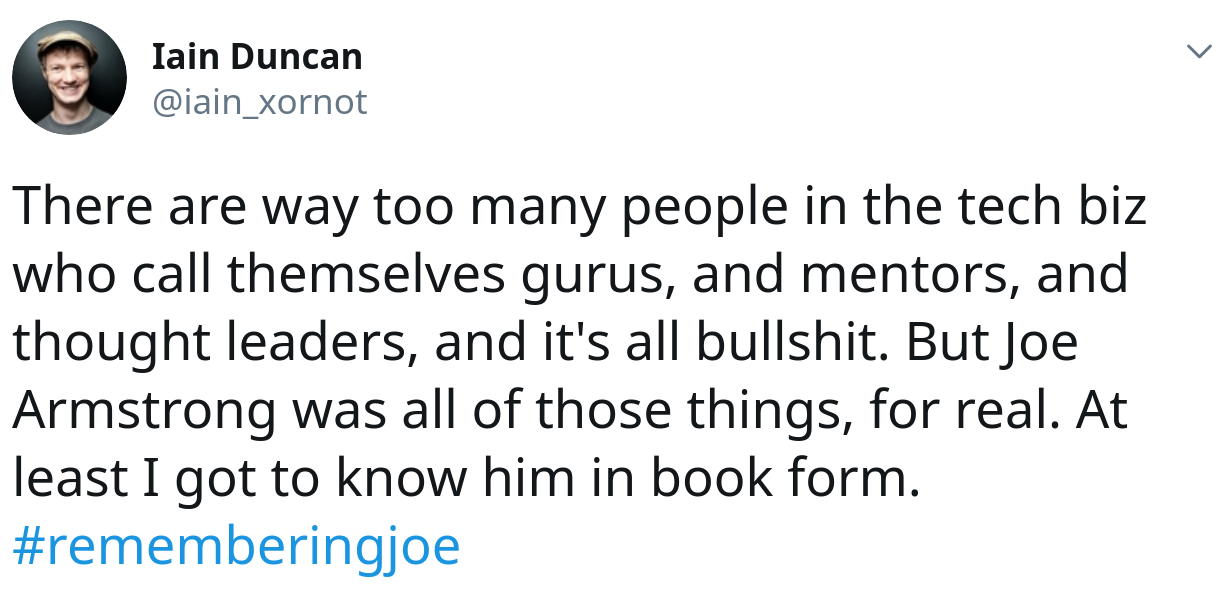 Iain Duncan
@iain_xornot
There are way too many people in the tech biz
who call themselves gurus, and mentors, and
thought leaders, and it's all bullshit. But Joe
Armstrong was all of those things, for real. At
least I got to know him in book form.
#rememberingjoe